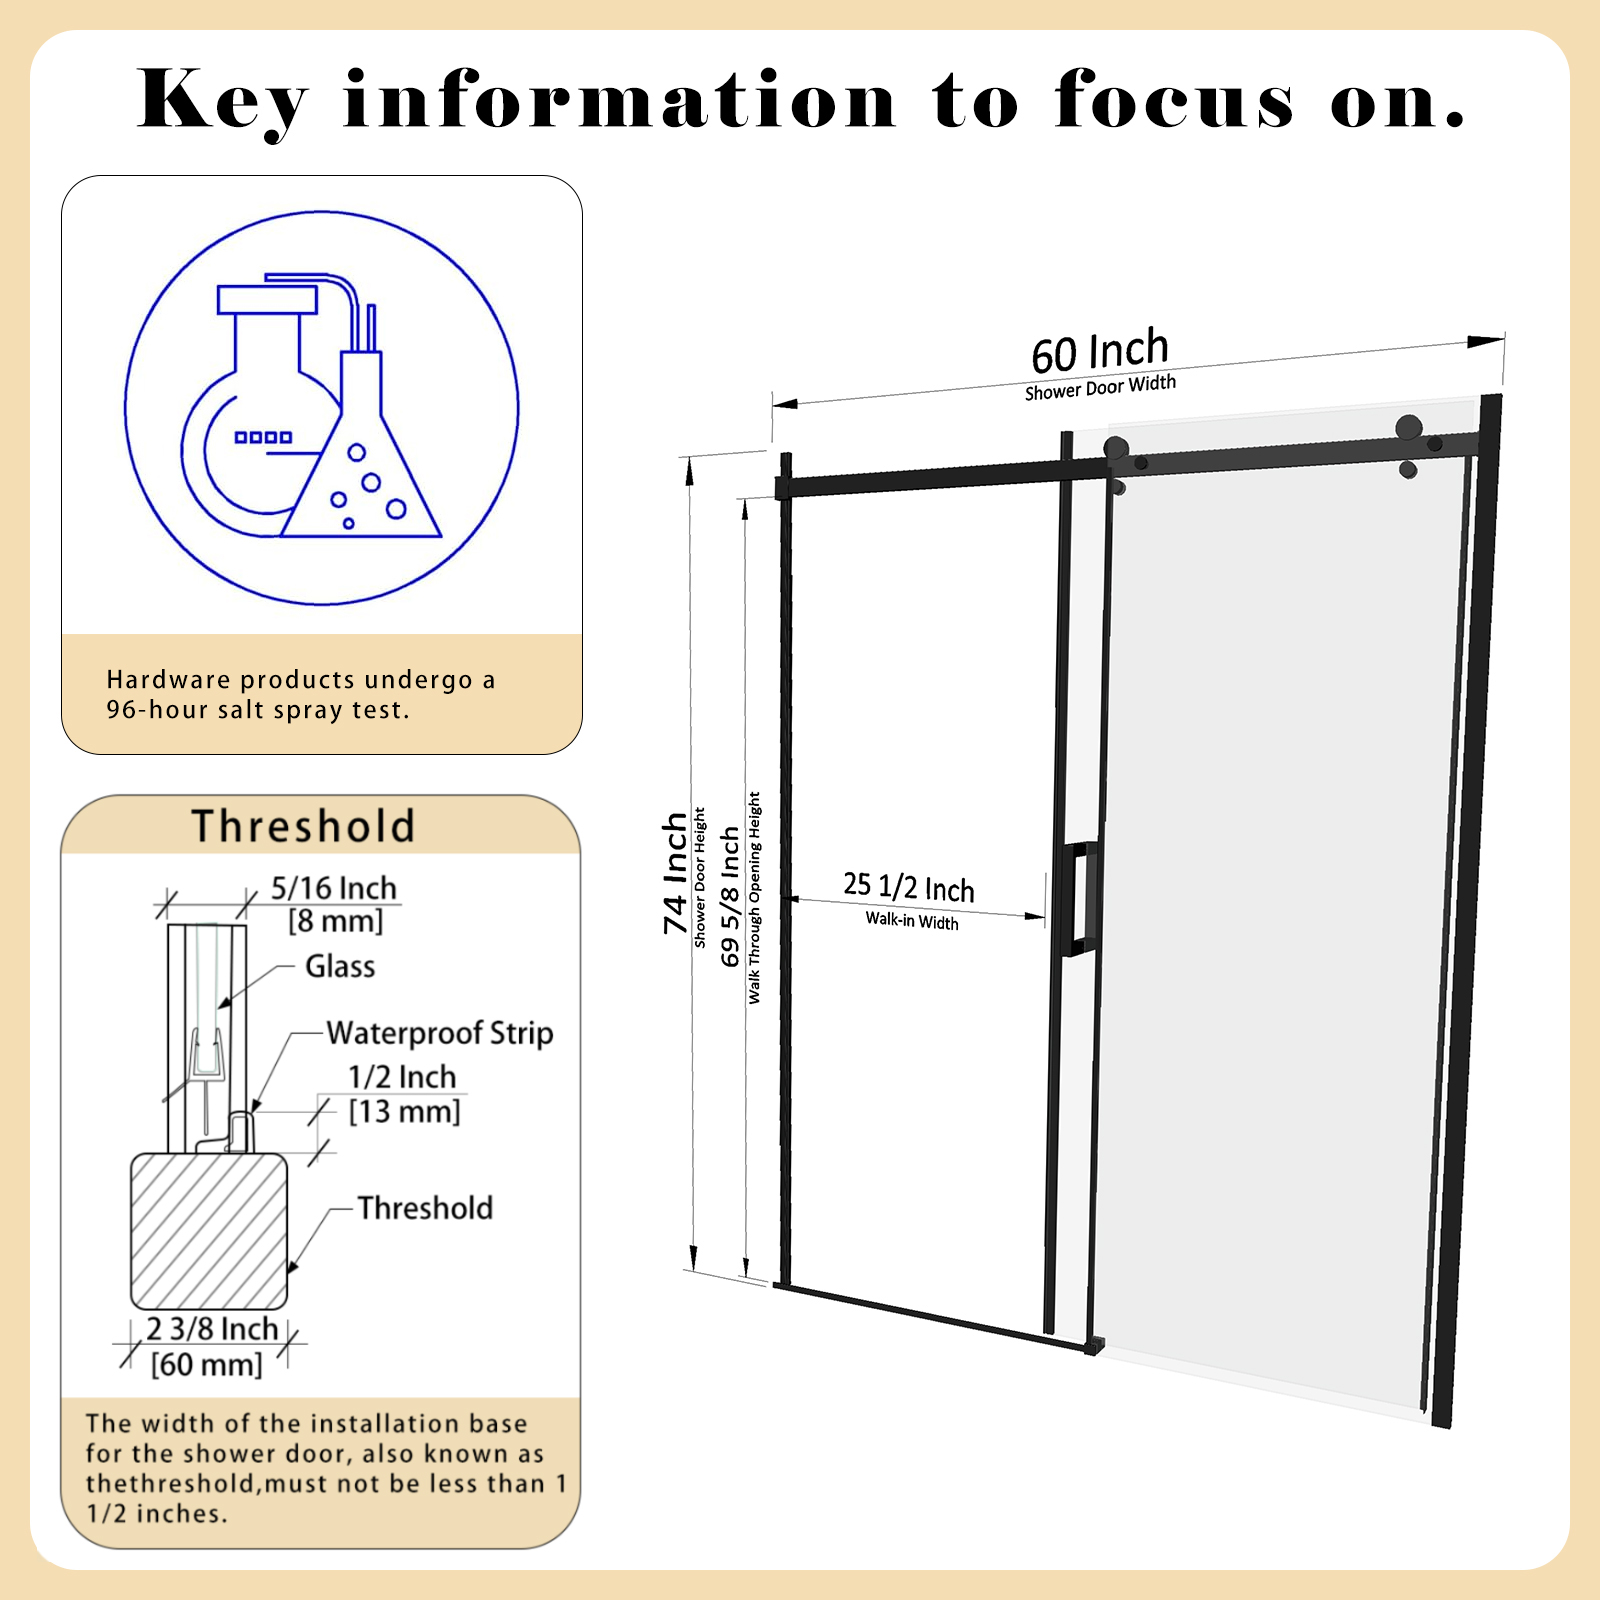 Key information to focus on.
Hardware products undergo a
96-hour salt spray test.
Threshold
5/16 Inch
[8 mm]
Glass
Waterproof Strip
1/2 Inch
[13 mm]
Threshold
2 3/8 Inch
[60 mm]
The width of the installation base
for the shower door, also known as
thethreshold,must not be less than 1
1/2 inches.
60 Inch
Shower Door Width
74 Inch
Shower Door Height
69 5/8 Inch
Walk Through Opening Height
25 1/2 Inch
Walk-in Width